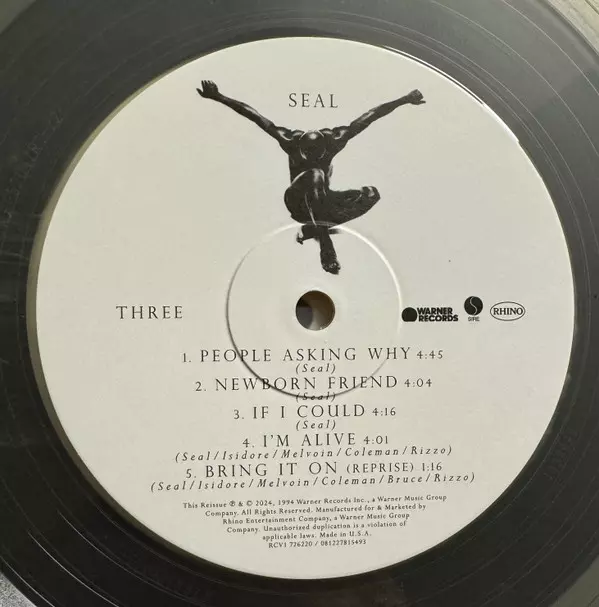 SEAL
THREE
WARNER RECORDS
SIRE
RHINO
1. PEOPLE ASKING WHY 4:45
(Seal)
2. NEWBORN FRIEND 4:04
(Seal)
3. IF I COULD 4:16
(Seal)
4. I'M ALIVE 4:01
(Seal/Isidore/Melvoin/Coleman/Rizzo)
5. BRING IT ON (REPRISE) 1:16
(Seal/Isidore/Melvoin/Coleman/Bruce/Rizzo)
This Reissue ℗ & © 2024, 1994 Warner Records Inc., a Warner Music Group
Company. All Rights Reserved. Manufactured for & Marketed by
Rhino Entertainment Company, a Warner Music Group
Company. Unauthorized duplication is a violation of
applicable laws. Made in U.S.A.
RCV1 726220 / 081227815493